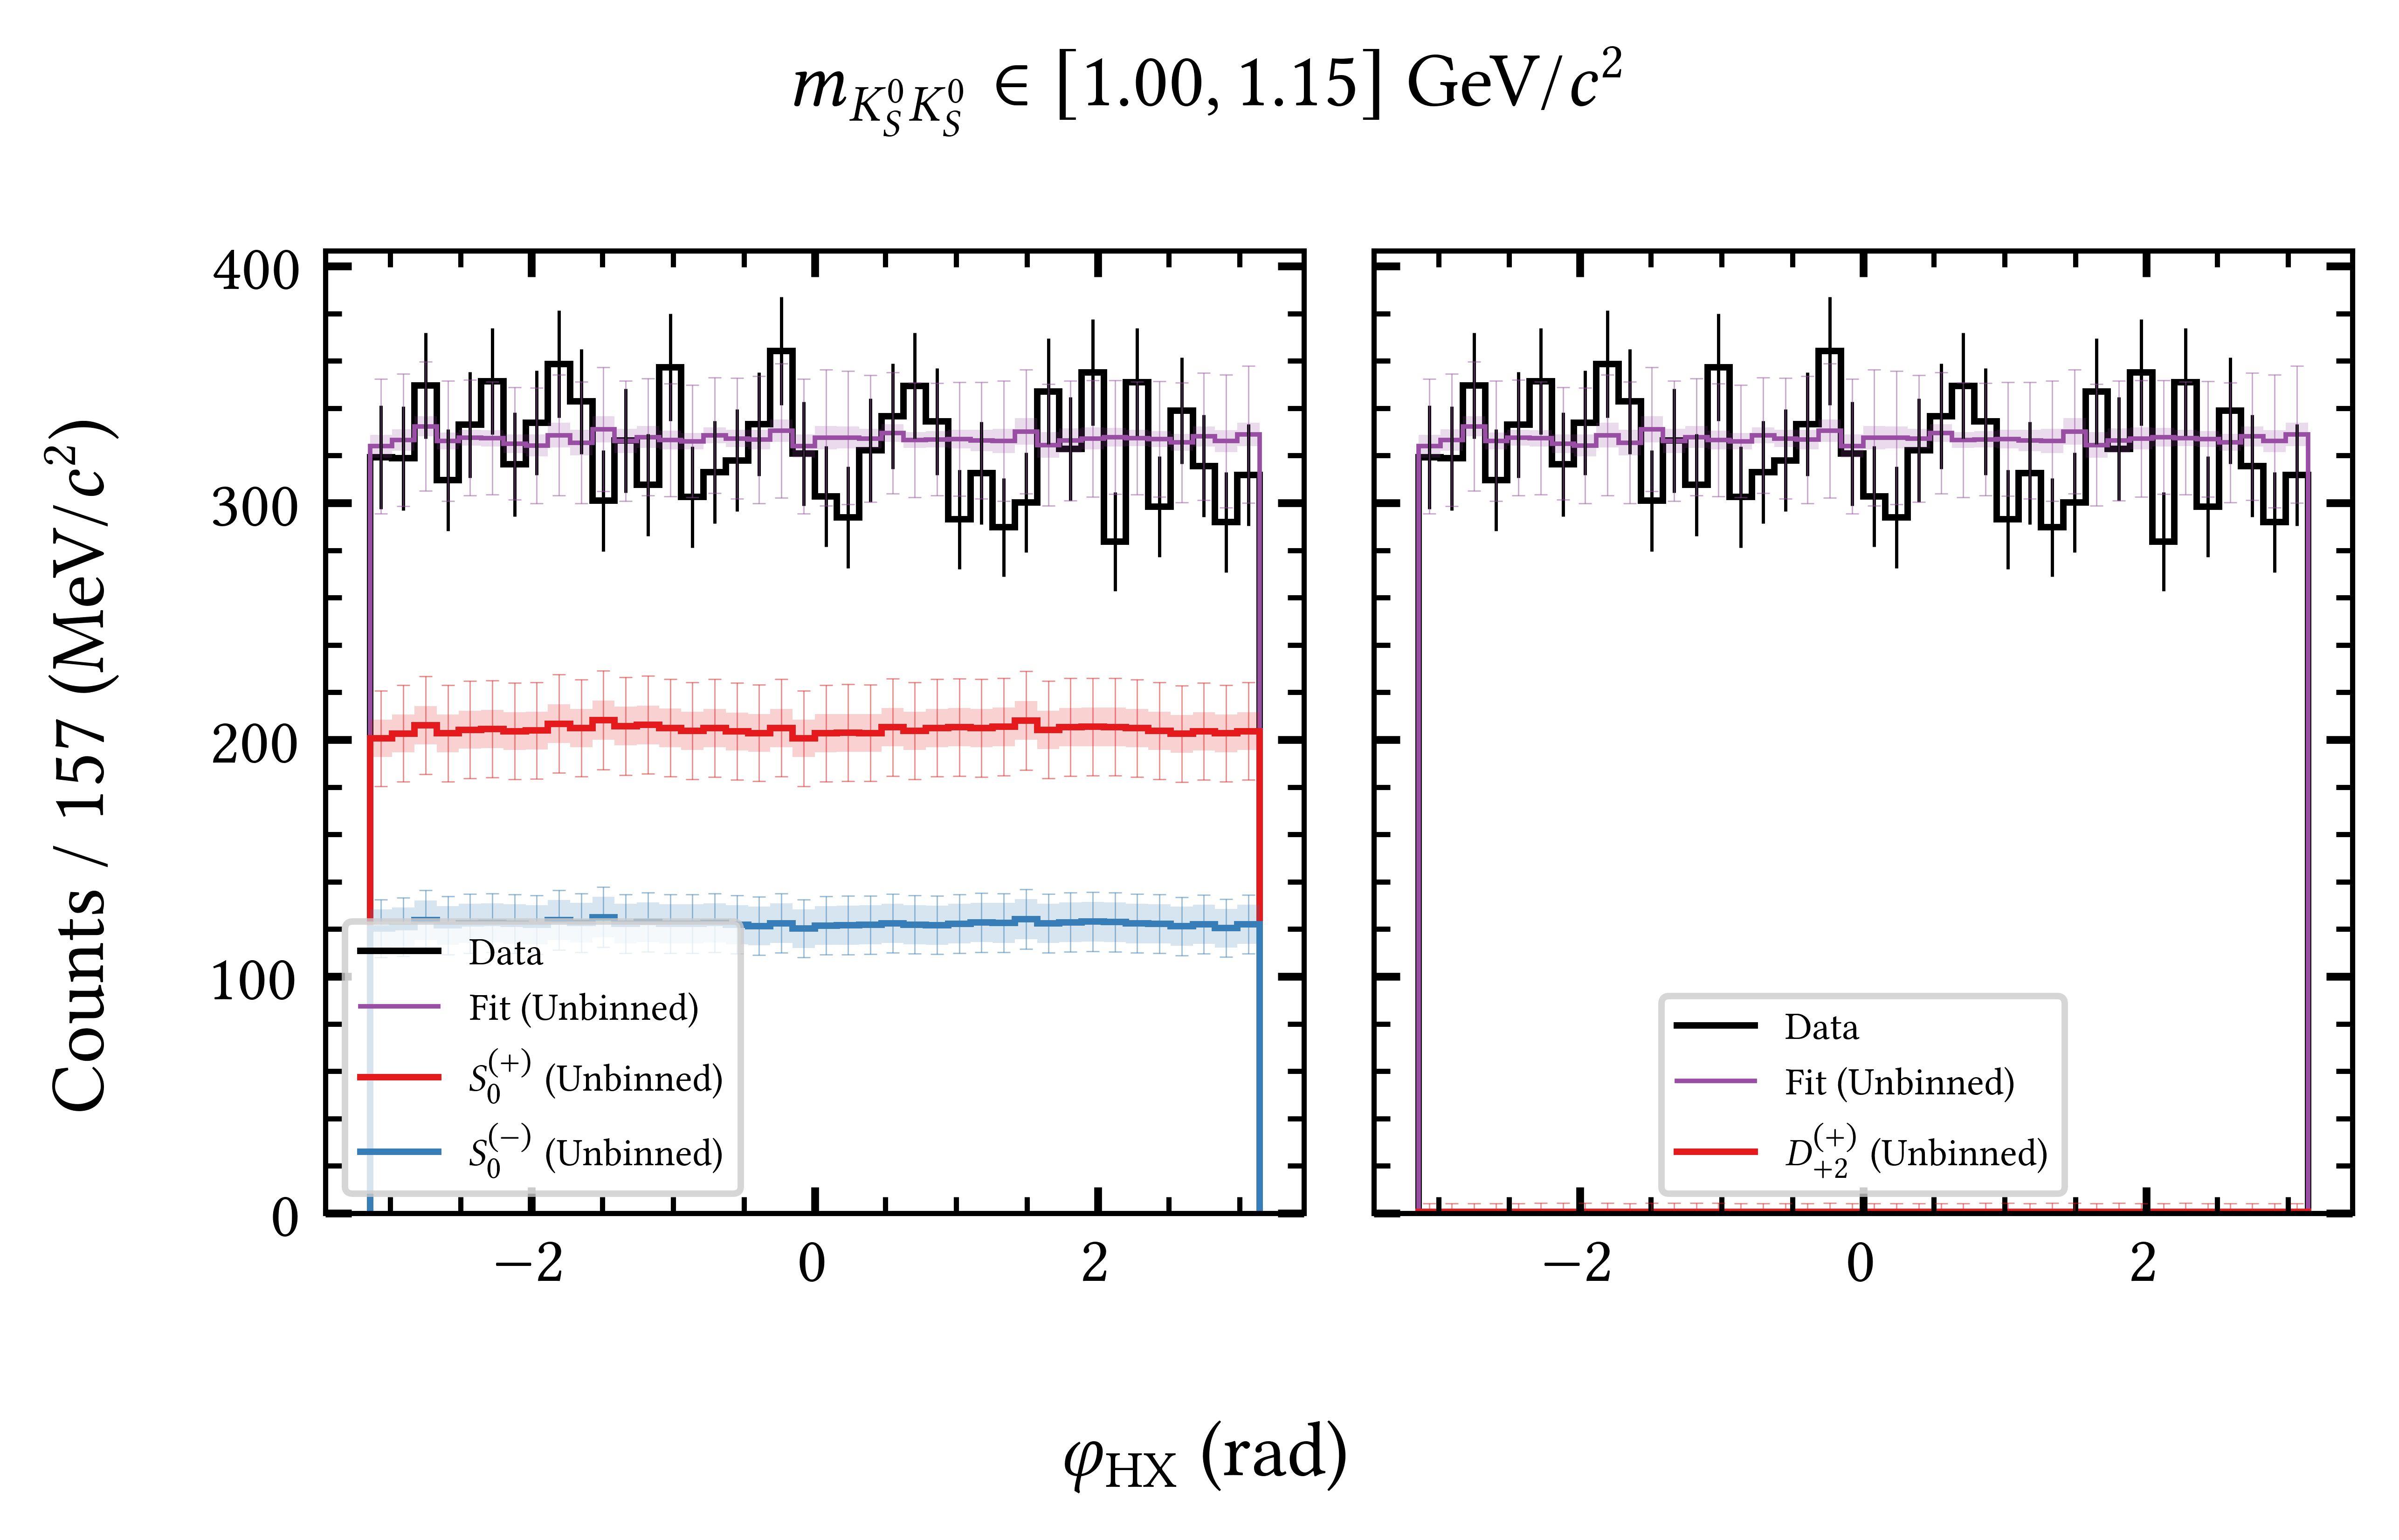 m_{K_S^0 K_S^0} ∈ [1.00, 1.15] GeV/c²
Counts / 157 (MeV/c²)
400
300
200
100
0
Data
Fit (Unbinned)
S_0^{(+)} (Unbinned)
S_0^{(−)} (Unbinned)
−2 0 2
Data
Fit (Unbinned)
D_{+2}^{(+)} (Unbinned)
−2 0 2
φ_{HX} (rad)